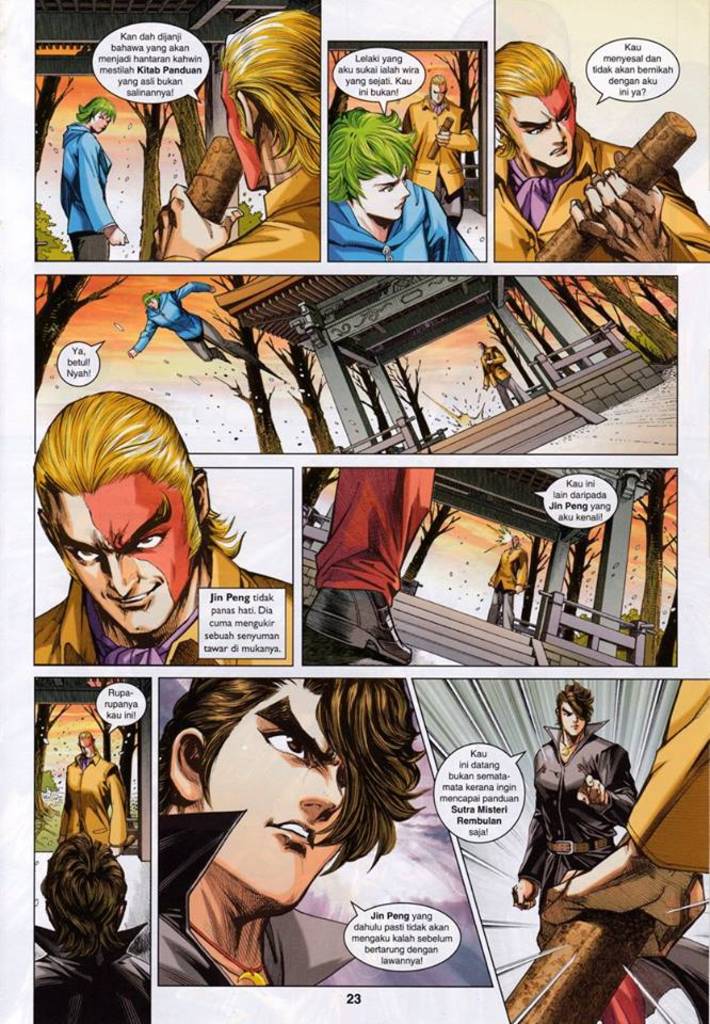 Kan dah dijanji
bahawa yang akan
menjadi hantaran kahwin
mestilah Kitab Panduan
yang asli bukan
salinannya!
Lelaki yang
aku sukai ialah wira
yang sejati. Kau
ini bukan!
Kau
menyesal dan
tidak akan bernikah
dengan aku
ini ya?
Ya,
betul!
Nyah!
Jin Peng tidak
panas hati. Dia
cuma mengukir
sebuah senyuman
tawar di mukanya.
Kau ini
lain daripada
Jin Peng yang
aku kenali!
Rupa-
rupanya
kau ini!
Jin Peng yang
dahulu pasti tidak akan
mengaku kalah sebelum
bertarung dengan
lawannya!
Kau
ini datang
bukan semata-
mata kerana ingin
mencapai panduan
Sutra Misteri
Rembulan
saja!
23